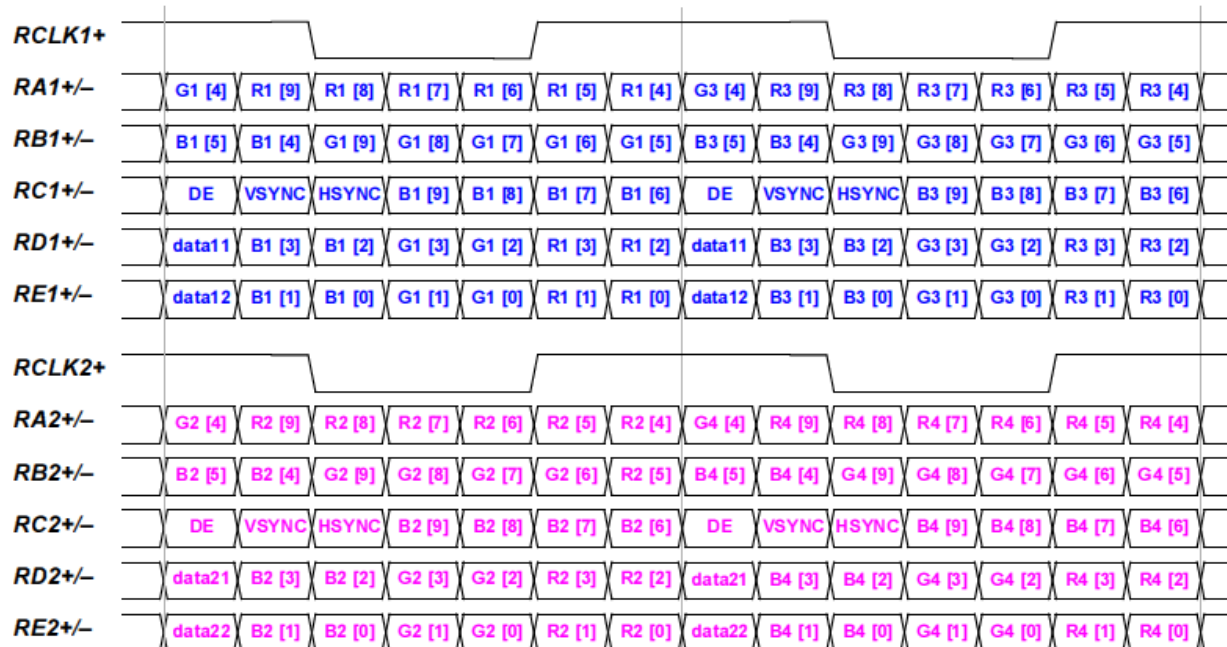 RCLK1+
RA1+/– G1 [4] R1 [9] R1 [8] R1 [7] R1 [6] R1 [5] R1 [4] G3 [4] R3 [9] R3 [8] R3 [7] R3 [6] R3 [5] R3 [4]
RB1+/– B1 [5] B1 [4] G1 [9] G1 [8] G1 [7] G1 [6] G1 [5] B3 [5] B3 [4] G3 [9] G3 [8] G3 [7] G3 [6] G3 [5]
RC1+/– DE VSYNC HSYNC B1 [9] B1 [8] B1 [7] B1 [6] DE VSYNC HSYNC B3 [9] B3 [8] B3 [7] B3 [6]
RD1+/– data11 B1 [3] B1 [2] G1 [3] G1 [2] R1 [3] R1 [2] data11 B3 [3] B3 [2] G3 [3] G3 [2] R3 [3] R3 [2]
RE1+/– data12 B1 [1] B1 [0] G1 [1] G1 [0] R1 [1] R1 [0] data12 B3 [1] B3 [0] G3 [1] G3 [0] R3 [1] R3 [0]
RCLK2+
RA2+/– G2 [4] R2 [9] R2 [8] R2 [7] R2 [6] R2 [5] R2 [4] G4 [4] R4 [9] R4 [8] R4 [7] R4 [6] R4 [5] R4 [4]
RB2+/– B2 [5] B2 [4] G2 [9] G2 [8] G2 [7] G2 [6] R2 [5] B4 [5] B4 [4] G4 [9] G4 [8] G4 [7] G4 [6] G4 [5]
RC2+/– DE VSYNC HSYNC B2 [9] B2 [8] B2 [7] B2 [6] DE VSYNC HSYNC B4 [9] B4 [8] B4 [7] B4 [6]
RD2+/– data21 B2 [3] B2 [2] G2 [3] G2 [2] R2 [3] R2 [2] data21 B4 [3] B4 [2] G4 [3] G4 [2] R4 [3] R4 [2]
RE2+/– data22 B2 [1] B2 [0] G2 [1] G2 [0] R2 [1] R2 [0] data22 B4 [1] B4 [0] G4 [1] G4 [0] R4 [1] R4 [0]